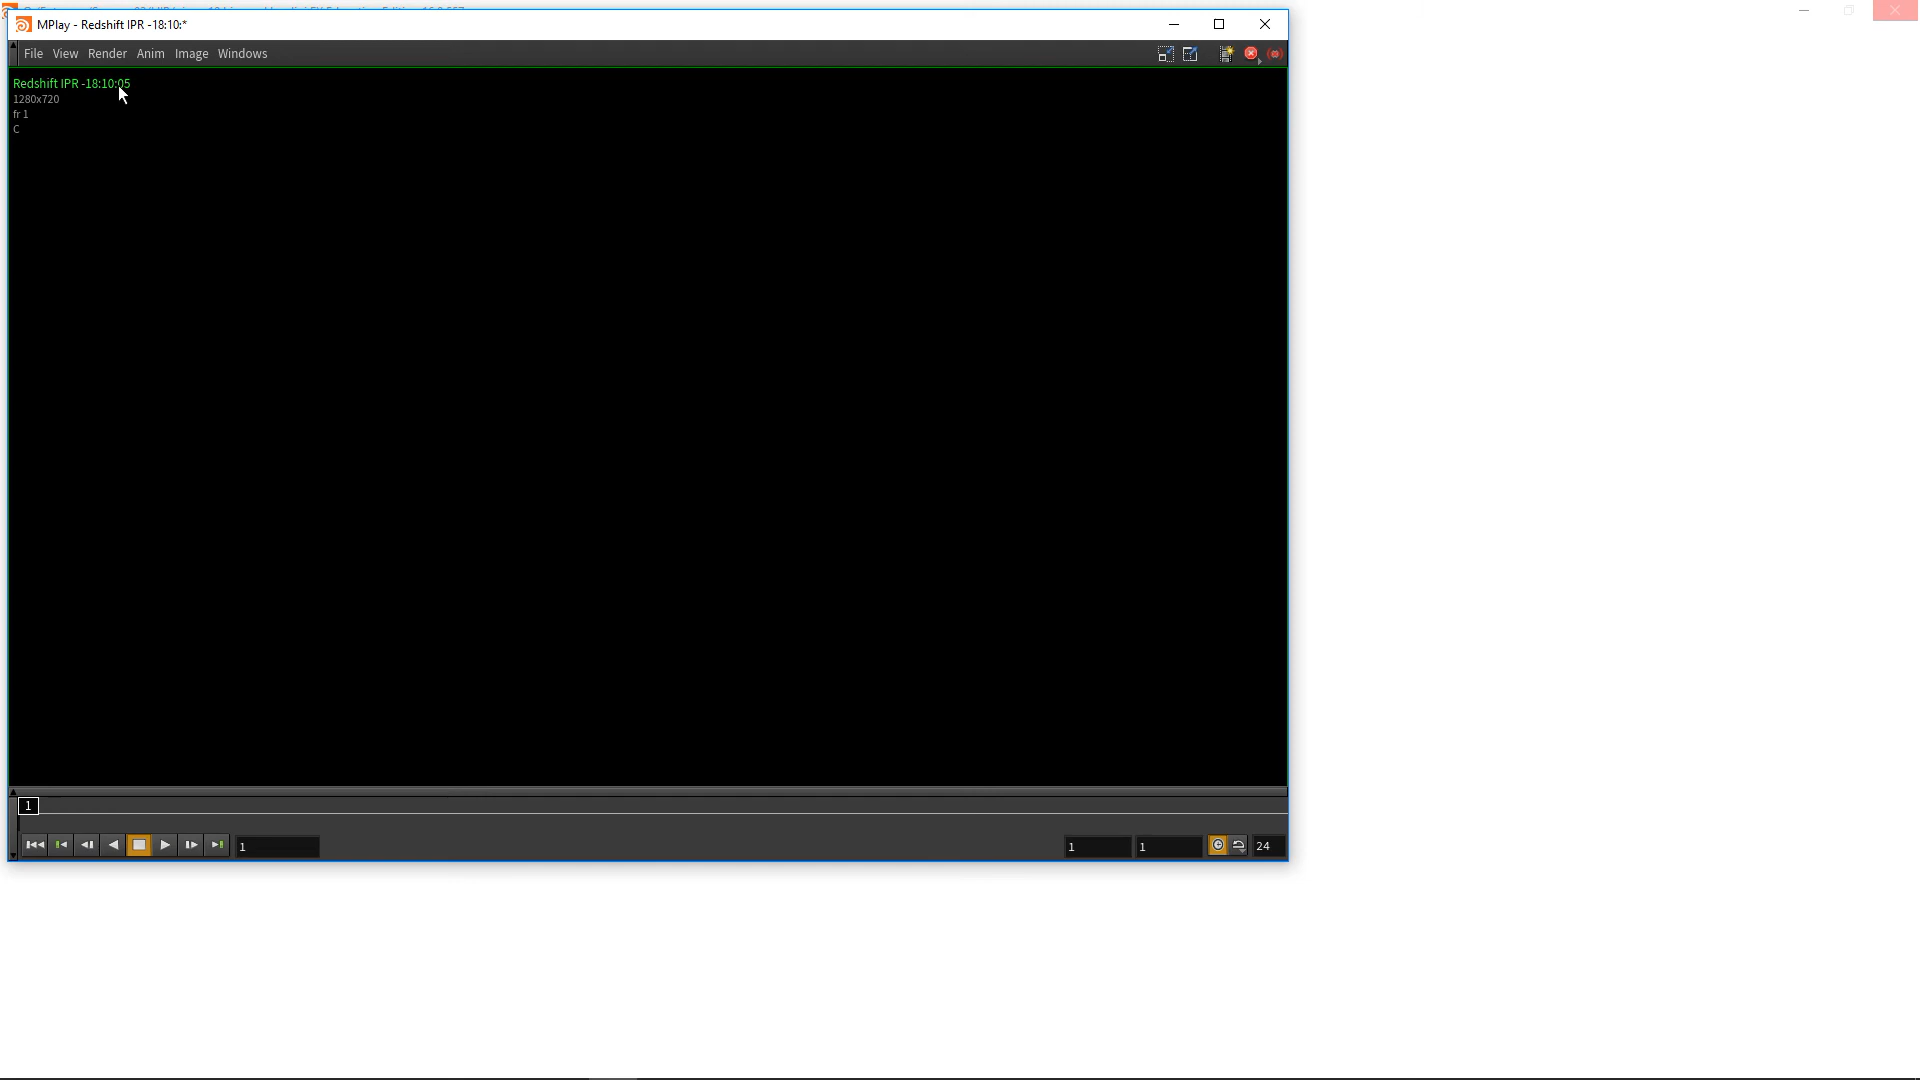 MPlay - Redshift IPR -18:10:*
File View Render Anim Image Windows
Redshift IPR -18:10:05
1280x720
fr 1
C
1
1 1 1 24